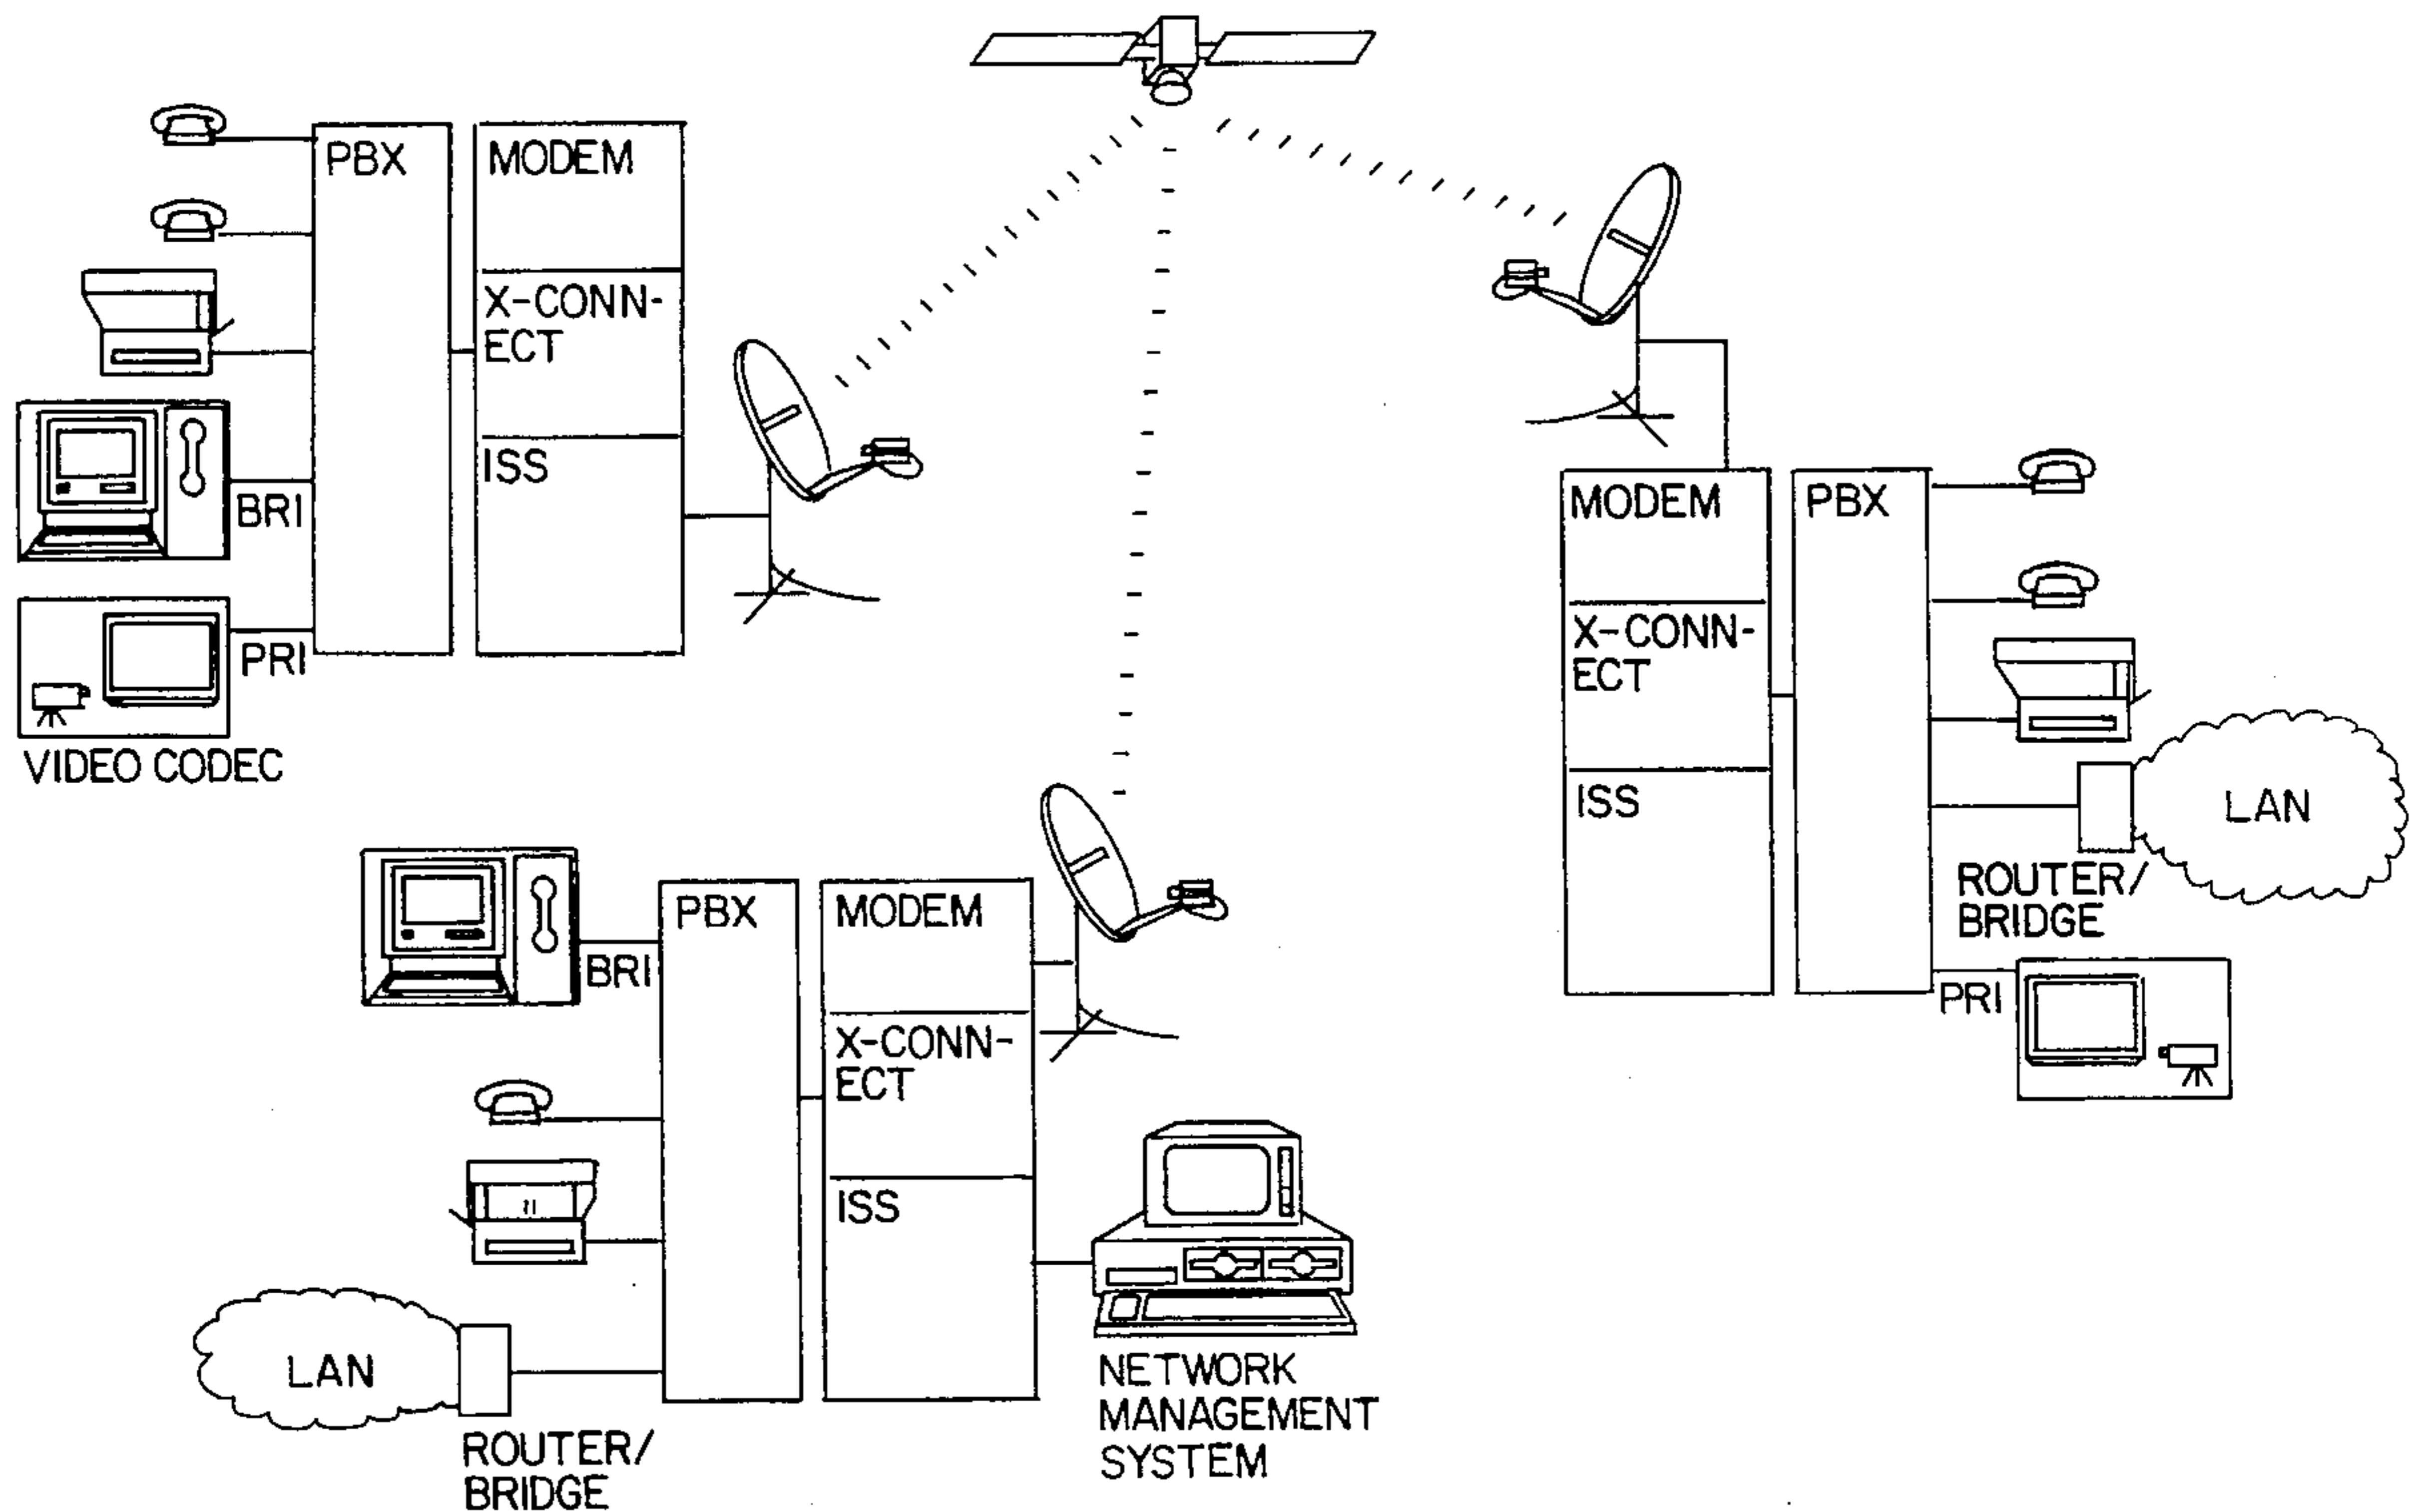 PBX
MODEM
X-CONN-
ECT
ISS
BRI
PRI
VIDEO CODEC
MODEM
PBX
X-CONN-
ECT
ISS
LAN
ROUTER/
BRIDGE
PRI
BRI
PBX
MODEM
X-CONN-
ECT
ISS
LAN
ROUTER/
BRIDGE
NETWORK
MANAGEMENT
SYSTEM